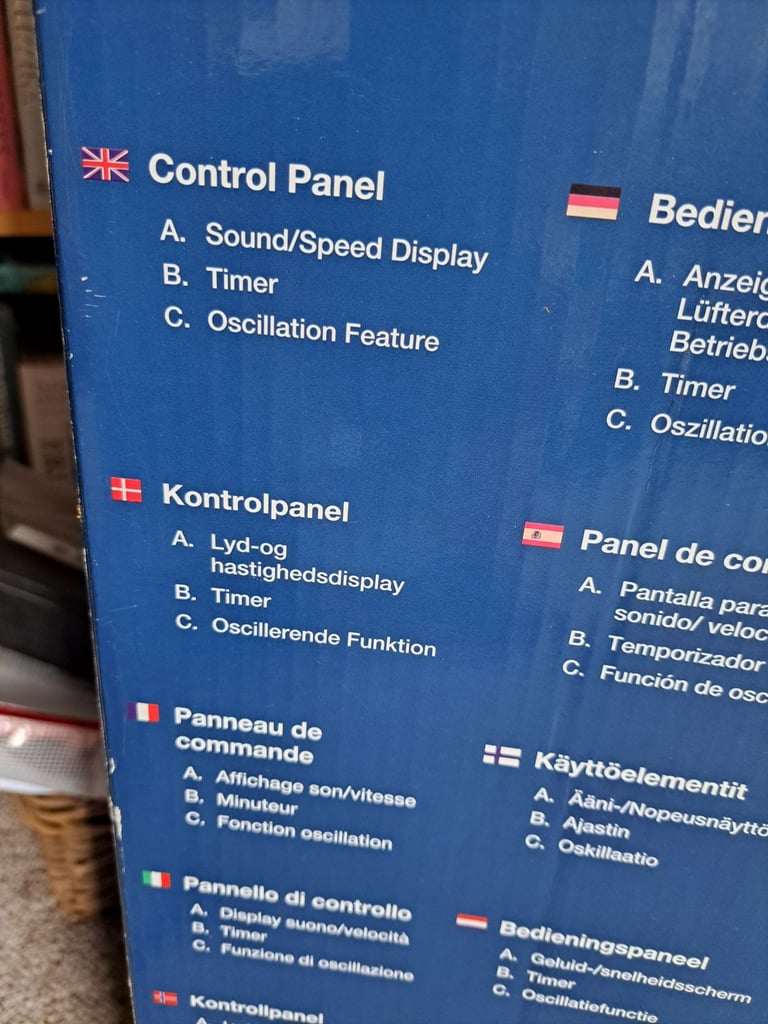 Control Panel
A. Sound/Speed Display
B. Timer
C. Oscillation Feature
Kontrolpanel
A. Lyd-og
hastighedsdisplay
B. Timer
C. Oscillerende Funktion
Panneau de
commande
A. Affichage son/vitesse
B. Minuteur
C. Fonction oscillation
Pannello di controllo
A. Display suono/velocità
B. Timer
C. Funzione di oscillazione
Kontrollpanel
A.
A.
B. Timer
C.
Panel de
A. Pantalla para
sonido/
B. Temporizador
C. Función de
Käyttöelementit
A. Ääni-/Nopeusnäyttö
B. Ajastin
C. Oskillaatio
Bedieningspaneel
A. Geluid-/snelheidsscherm
B. Timer
C. Oscillatiefunctie